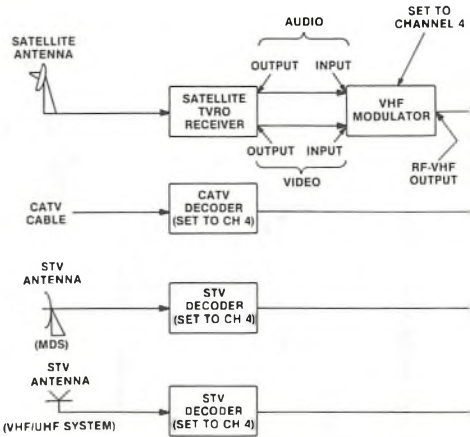 SET TO
CHANNEL 4
AUDIO
SATELLITE
ANTENNA
OUTPUT INPUT
SATELLITE
TVRO
RECEIVER
VHF
MODULATOR
OUTPUT INPUT
VIDEO
RF-VHF
OUTPUT
CATV
CABLE
CATV
DECODER
(SET TO CH 4)
STV
ANTENNA
(MDS)
STV
DECODER
(SET TO CH 4)
STV
ANTENNA
(VHF/UHF SYSTEM)
STV
DECODER
(SET TO CH 4)